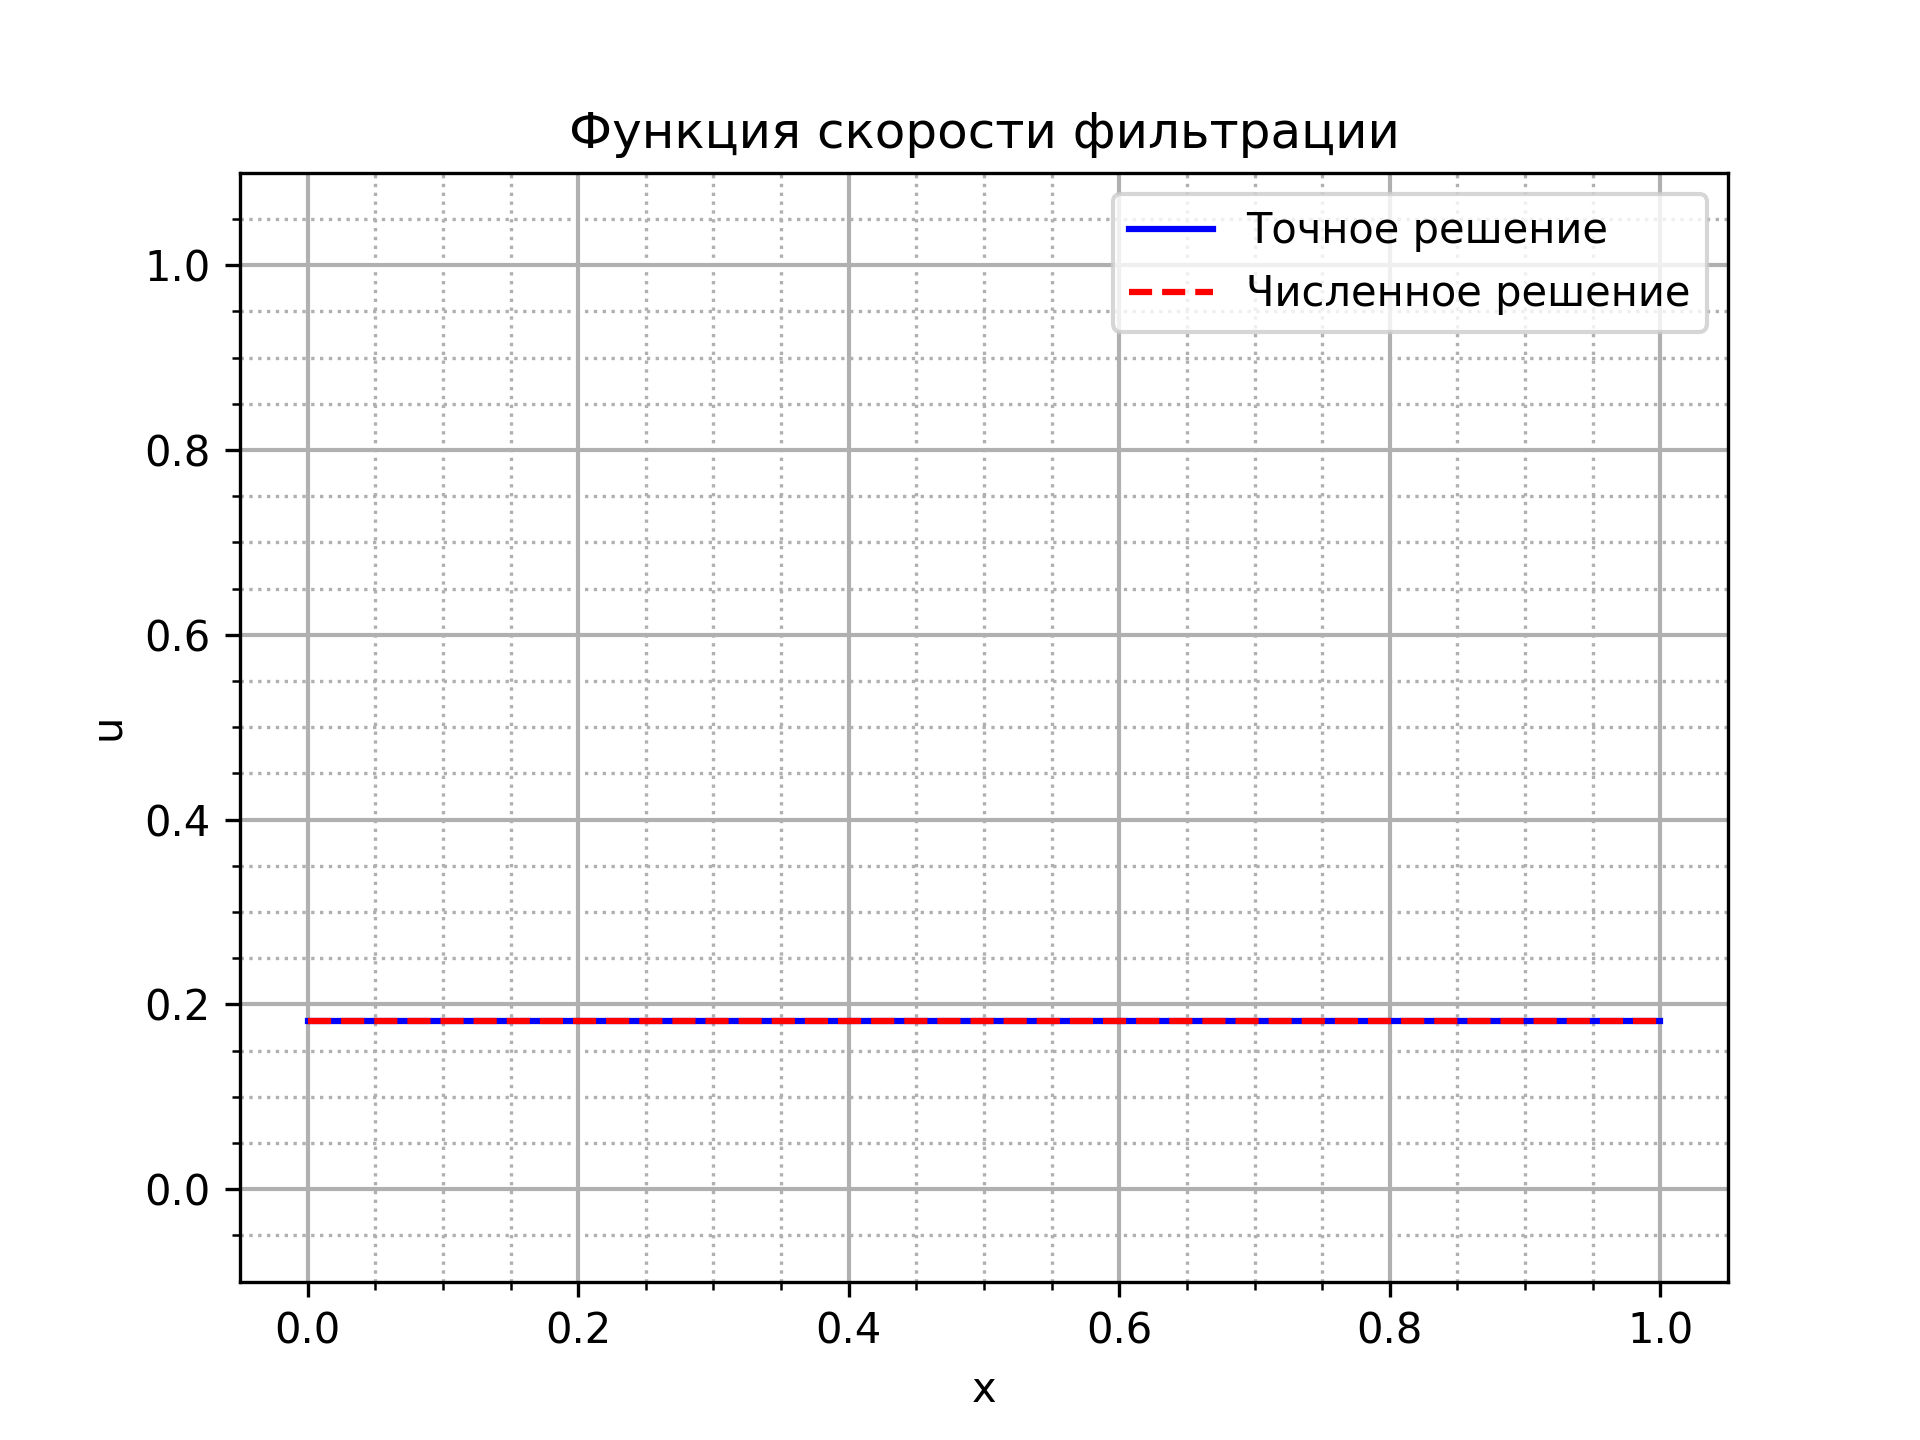 Функция скорости фильтрации
Точное решение
Численное решение
1.0
0.8
0.6
0.4
0.2
0.0
u
0.0 0.2 0.4 0.6 0.8 1.0
x